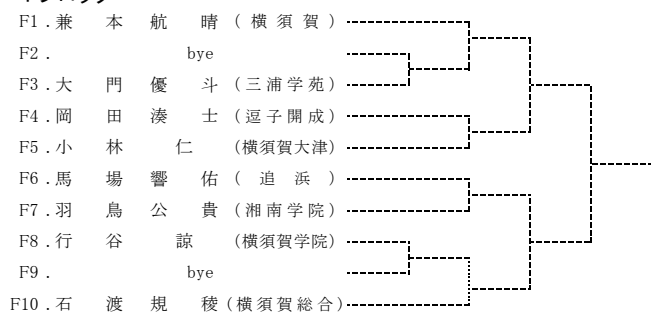 F1.兼本航晴(横須賀)
F2. bye
F3.大門優斗(三浦学苑)
F4.岡田湊士(逗子開成)
F5.小林仁(横須賀大津)
F6.馬場響佑(追浜)
F7.羽鳥公貴(湘南学院)
F8.行谷諒(横須賀学院)
F9. bye
F10.石渡規稜(横須賀総合)